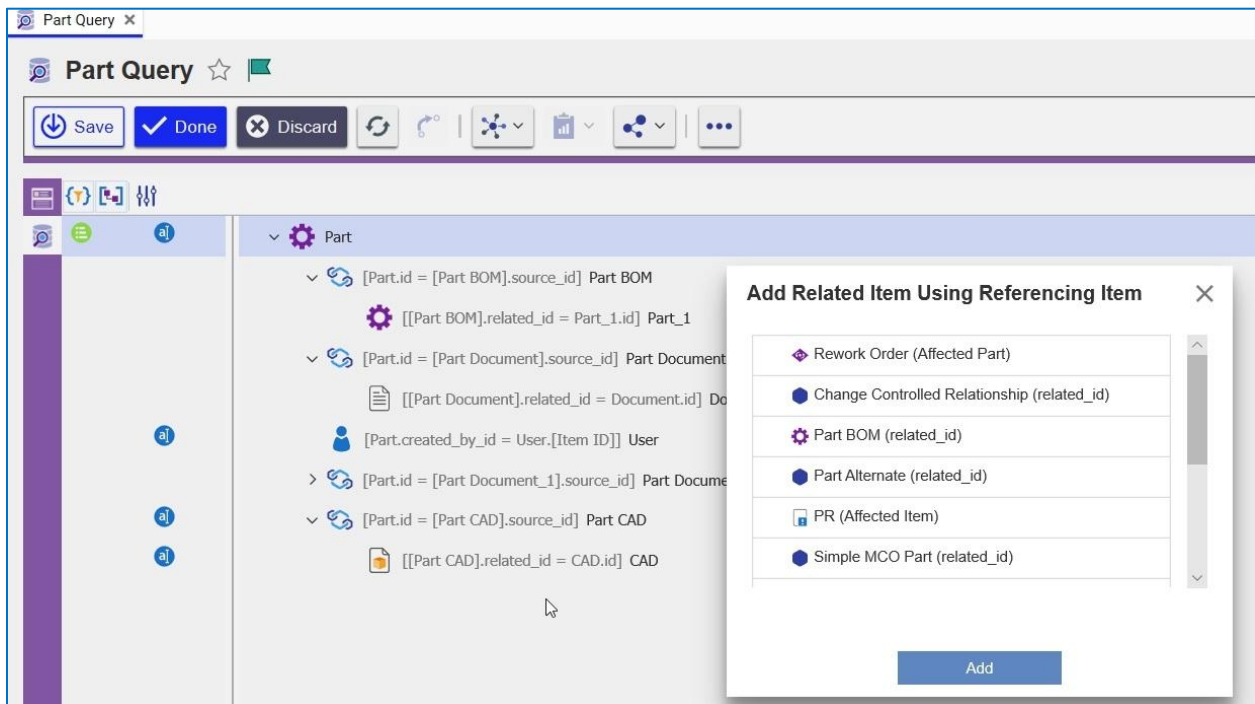 Part Query
Part Query
Save Done Discard
Part
[Part.id = [Part BOM].source_id] Part BOM
[[Part BOM].related_id = Part_1.id] Part_1
[Part.id = [Part Document].source_id] Part Document
[[Part Document].related_id = Document.id] Do
[Part.created_by_id = User.[Item ID]] User
[Part.id = [Part Document_1].source_id] Part Docume
[Part.id = [Part CAD].source_id] Part CAD
[[Part CAD].related_id = CAD.id] CAD
Add Related Item Using Referencing Item
Rework Order (Affected Part)
Change Controlled Relationship (related_id)
Part BOM (related_id)
Part Alternate (related_id)
PR (Affected Item)
Simple MCO Part (related_id)
Add